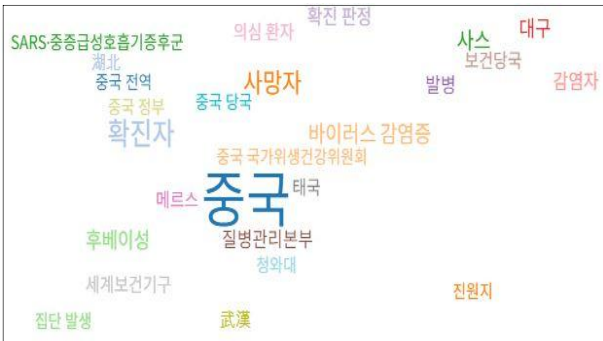 확진 판정
대구
의심 환자
SARS·중증급성호흡기증후군
사스
湖北
보건당국
중국 전역
사망자
발병
감염자
중국 정부
중국 당국
확진자
바이러스 감염증
중국 국가위생건강위원회
중국
태국
메르스
후베이성
질병관리본부
청와대
세계보건기구
진원지
집단 발생
武漢